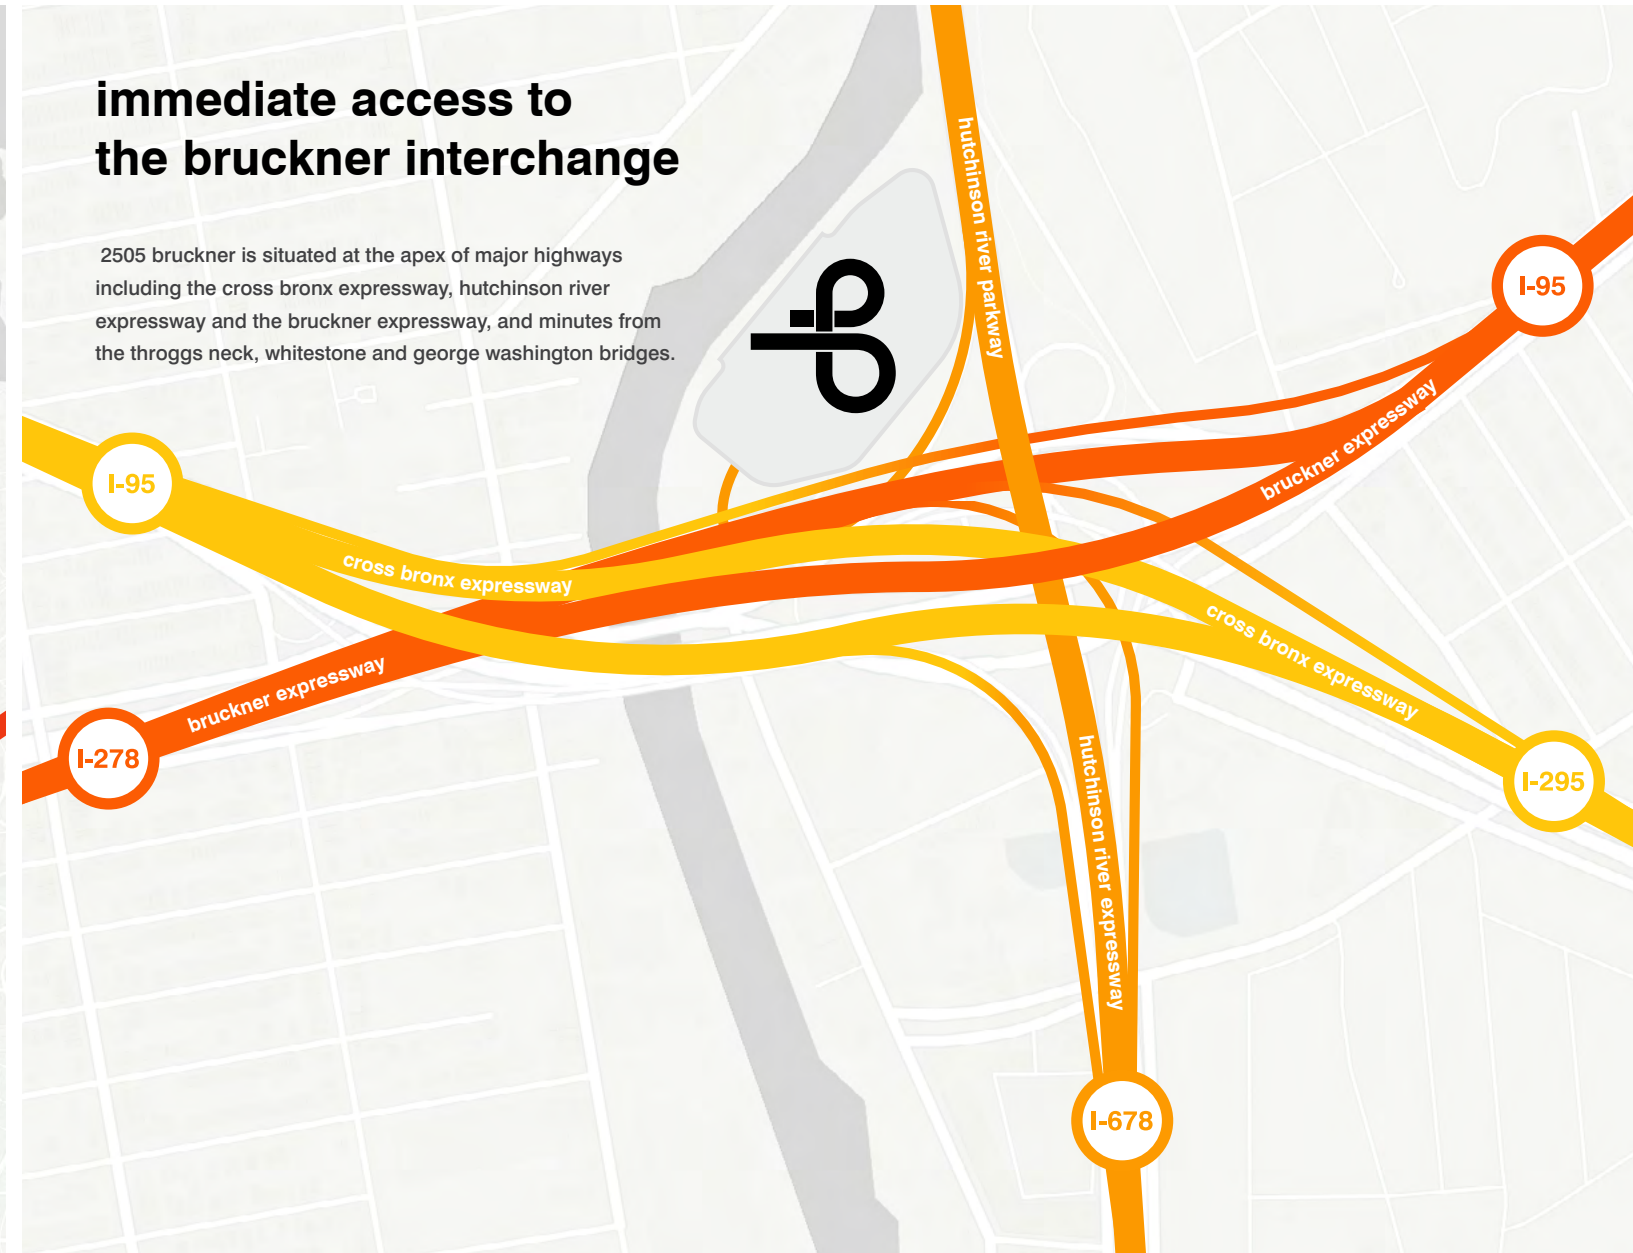 immediate access to
the bruckner interchange
2505 bruckner is situated at the apex of major highways
including the cross bronx expressway, hutchinson river
expressway and the bruckner expressway, and minutes from
the throggs neck, whitestone and george washington bridges.
hutchinson river parkway
I-95
bruckner expressway
I-95
cross bronx expressway
cross bronx expressway
bruckner expressway
I-278
I-295
hutchinson river expressway
I-678